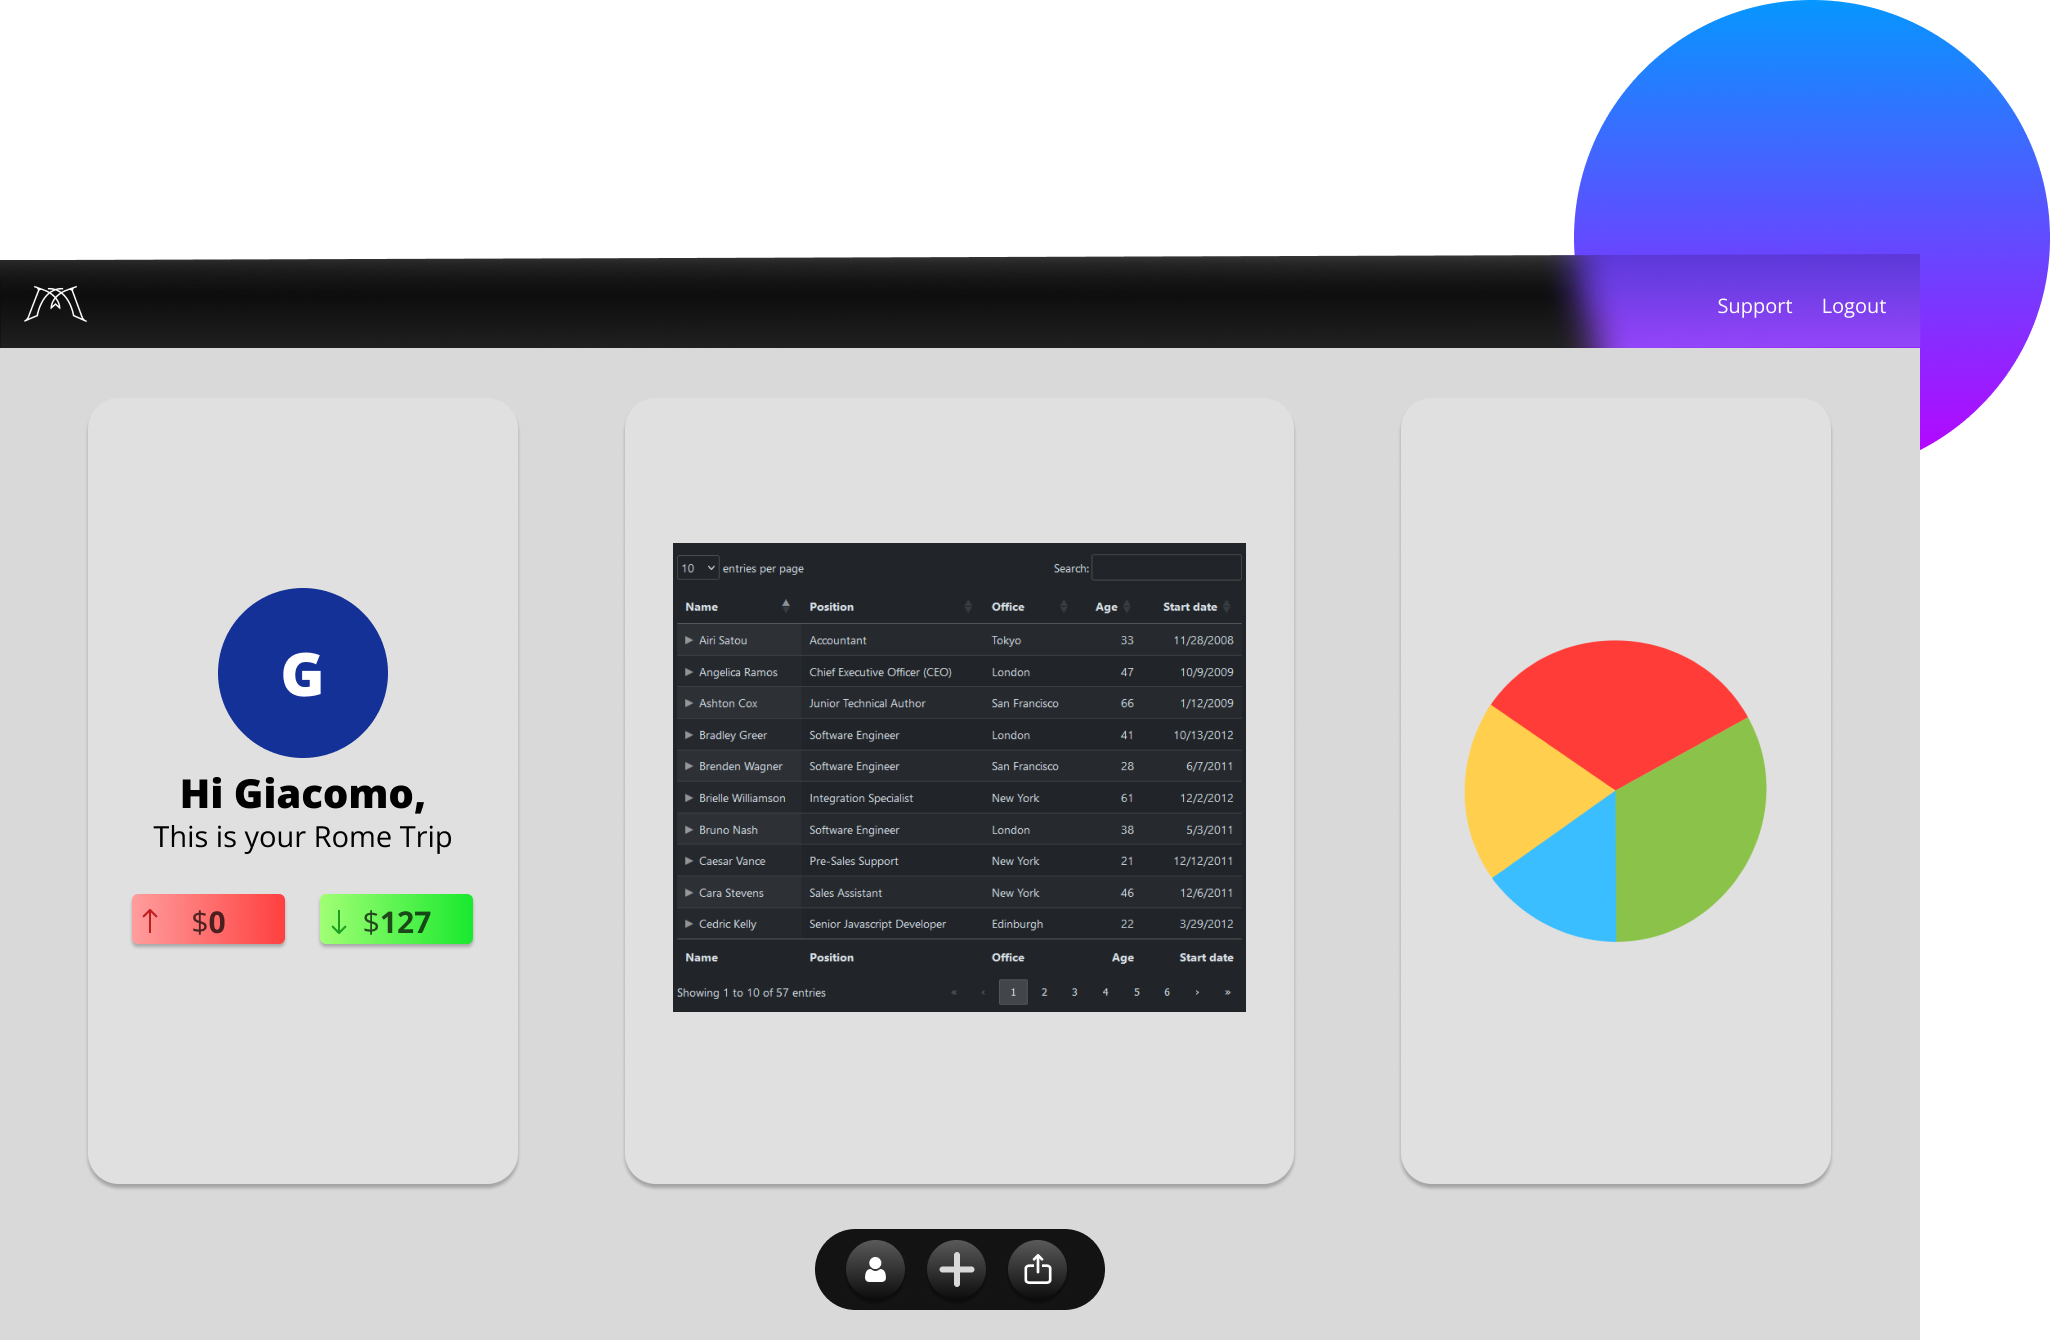 Support Logout
G
Hi Giacomo,
This is your Rome Trip
$0 $127
10 entries per page Search:
Name Position Office Age Start date
Airi Satou Accountant Tokyo 33 11/28/2008
Angelica Ramos Chief Executive Officer (CEO) London 47 10/9/2009
Ashton Cox Junior Technical Author San Francisco 66 1/12/2009
Bradley Greer Software Engineer London 41 10/13/2012
Brenden Wagner Software Engineer San Francisco 28 6/7/2011
Brielle Williamson Integration Specialist New York 61 12/2/2012
Bruno Nash Software Engineer London 38 5/3/2011
Caesar Vance Pre-Sales Support New York 21 12/12/2011
Cara Stevens Sales Assistant New York 46 12/6/2011
Cedric Kelly Senior Javascript Developer Edinburgh 22 3/29/2012
Name Position Office Age Start date
Showing 1 to 10 of 57 entries « ‹ 1 2 3 4 5 6 › »